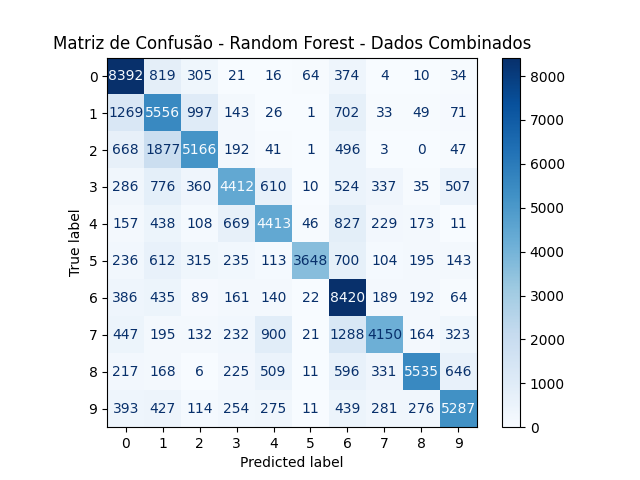 Matriz de Confusão - Random Forest - Dados Combinados
0 8392 819 305 21 16 64 374 4 10 34
1 1269 5556 997 143 26 1 702 33 49 71
2 668 1877 5166 192 41 1 496 3 0 47
3 286 776 360 4412 610 10 524 337 35 507
4 157 438 108 669 4413 46 827 229 173 11
5 236 612 315 235 113 3648 700 104 195 143
6 386 435 89 161 140 22 8420 189 192 64
7 447 195 132 232 900 21 1288 4150 164 323
8 217 168 6 225 509 11 596 331 5535 646
9 393 427 114 254 275 11 439 281 276 5287
0 1 2 3 4 5 6 7 8 9
Predicted label
True label
8000
7000
6000
5000
4000
3000
2000
1000
0